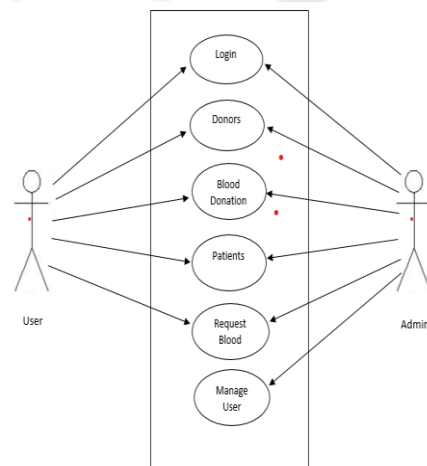 Login
Donors
Blood
Donation
Patients
User
Admin
Request
Blood
Manage
User